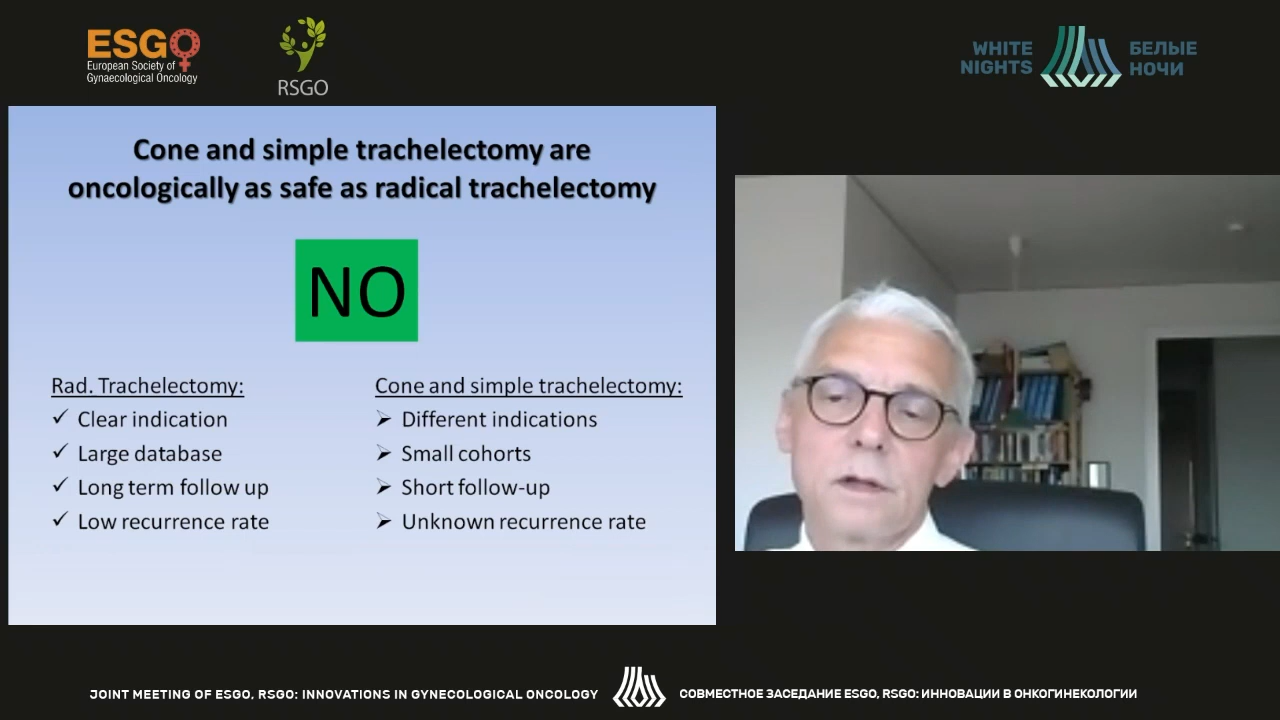 ESGO
European Society of
Gynaecological Oncology
RSGO
WHITE
NIGHTS
БЕЛЫЕ
НОЧИ
Cone and simple trachelectomy are
oncologically as safe as radical trachelectomy
NO
Rad. Trachelectomy:
✓ Clear indication
✓ Large database
✓ Long term follow up
✓ Low recurrence rate
Cone and simple trachelectomy:
➢ Different indications
➢ Small cohorts
➢ Short follow-up
➢ Unknown recurrence rate
JOINT MEETING OF ESGO, RSGO: INNOVATIONS IN GYNECOLOGICAL ONCOLOGY
СОВМЕСТНОЕ ЗАСЕДАНИЕ ESGO, RSGO: ИННОВАЦИИ В ОНКОГИНЕКОЛОГИИ